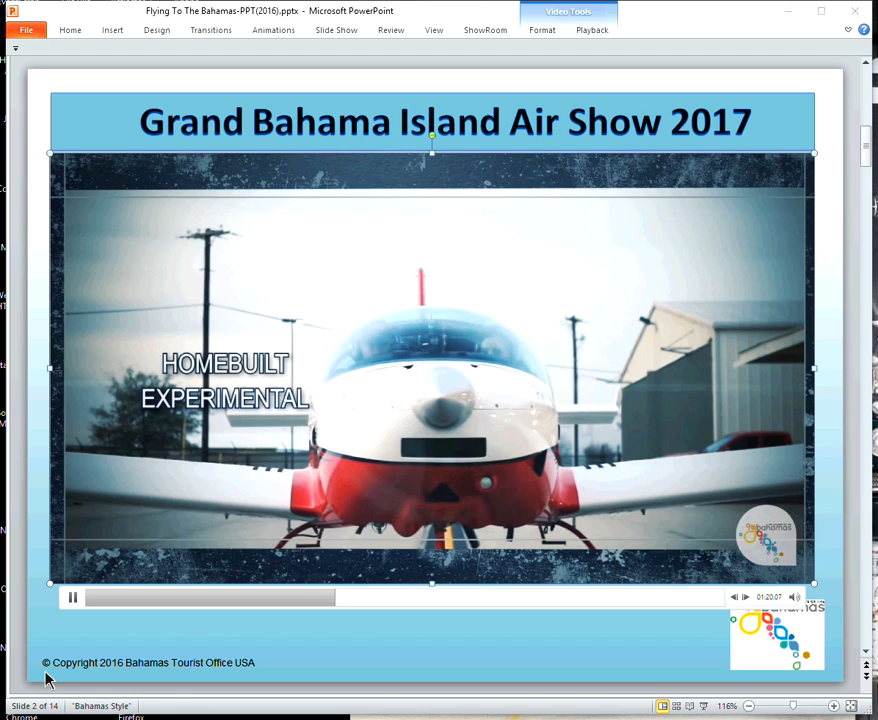 Flying To The Bahamas-PPT(2016).pptx - Microsoft PowerPoint
Video Tools
File Home Insert Design Transitions Animations Slide Show Review View ShowRoom Format Playback
Grand Bahama Island Air Show 2017
HOMEBUILT
EXPERIMENTAL
bahamas
01:20.07
bahamas
© Copyright 2016 Bahamas Tourist Office USA
Slide 2 of 14 "Bahamas Style" 116%
Chrome Firefox